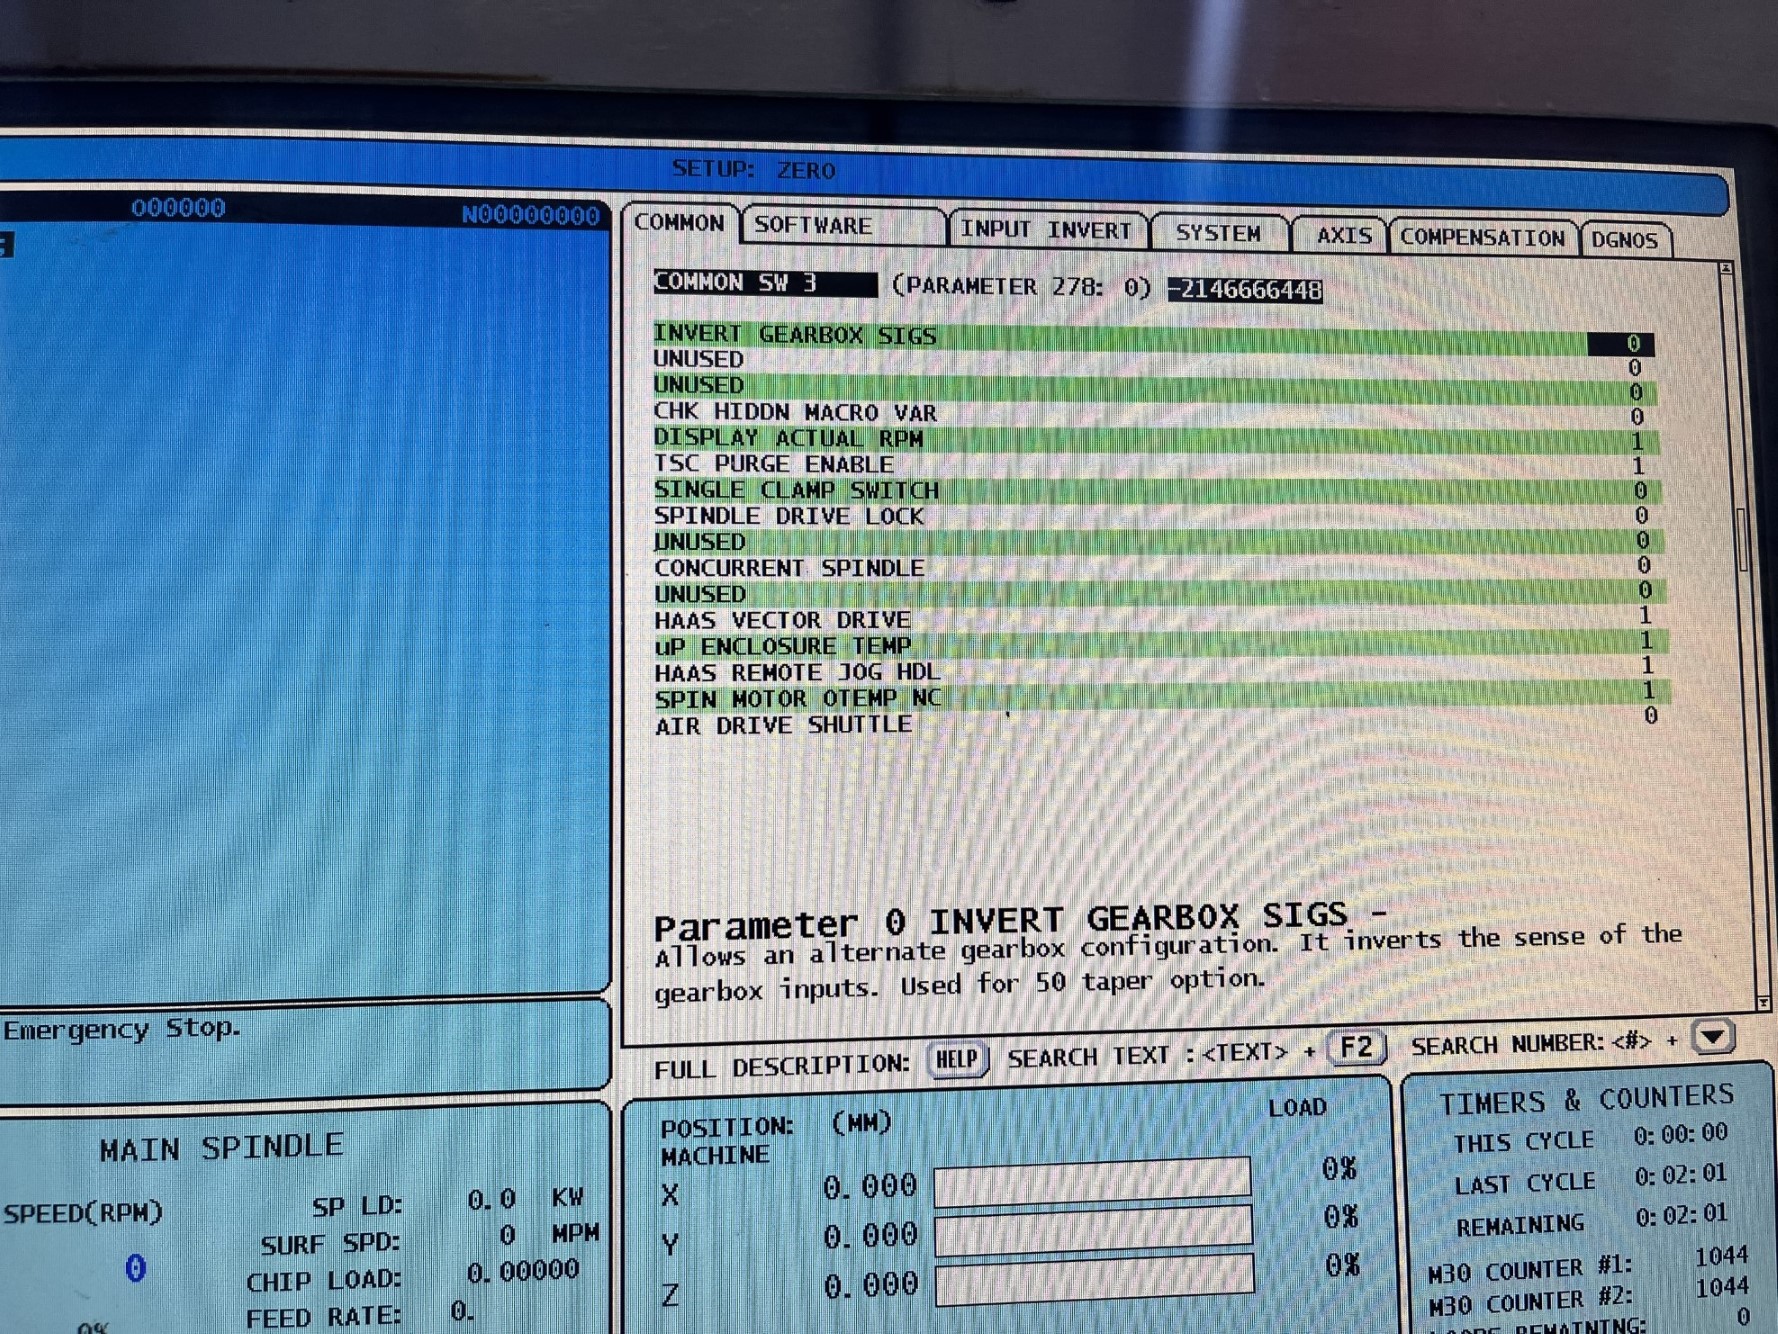 SETUP: ZERO
O00000 N00000000
COMMON SOFTWARE INPUT INVERT SYSTEM AXIS COMPENSATION DGNOS
COMMON SW 3 (PARAMETER 278: 0) -2146666448
INVERT GEARBOX SIGS 0
UNUSED 0
UNUSED 0
CHK HIDDN MACRO VAR 0
DISPLAY ACTUAL RPM 1
TSC PURGE ENABLE 1
SINGLE CLAMP SWITCH 0
SPINDLE DRIVE LOCK 0
UNUSED 0
CONCURRENT SPINDLE 0
UNUSED 0
HAAS VECTOR DRIVE 1
uP ENCLOSURE TEMP 1
HAAS REMOTE JOG HDL 1
SPIN MOTOR OTEMP NC 1
AIR DRIVE SHUTTLE 0
Parameter 0 INVERT GEARBOX SIGS -
Allows an alternate gearbox configuration. It inverts the sense of the
gearbox inputs. Used for 50 taper option.
FULL DESCRIPTION: HELP SEARCH TEXT :<TEXT> + F2 SEARCH NUMBER:<#> +
Emergency Stop.
MAIN SPINDLE
SPEED(RPM)
0
0%
SP LD: 0.0 KW
SURF SPD: 0 MPM
CHIP LOAD: 0.00000
FEED RATE: 0.
POSITION: (MM) LOAD
MACHINE
X 0.000 0%
Y 0.000 0%
Z 0.000 0%
TIMERS & COUNTERS
THIS CYCLE 0:00:00
LAST CYCLE 0:02:01
REMAINING 0:02:01
M30 COUNTER #1: 1044
M30 COUNTER #2: 1044
LOOPS REMAINING: 0